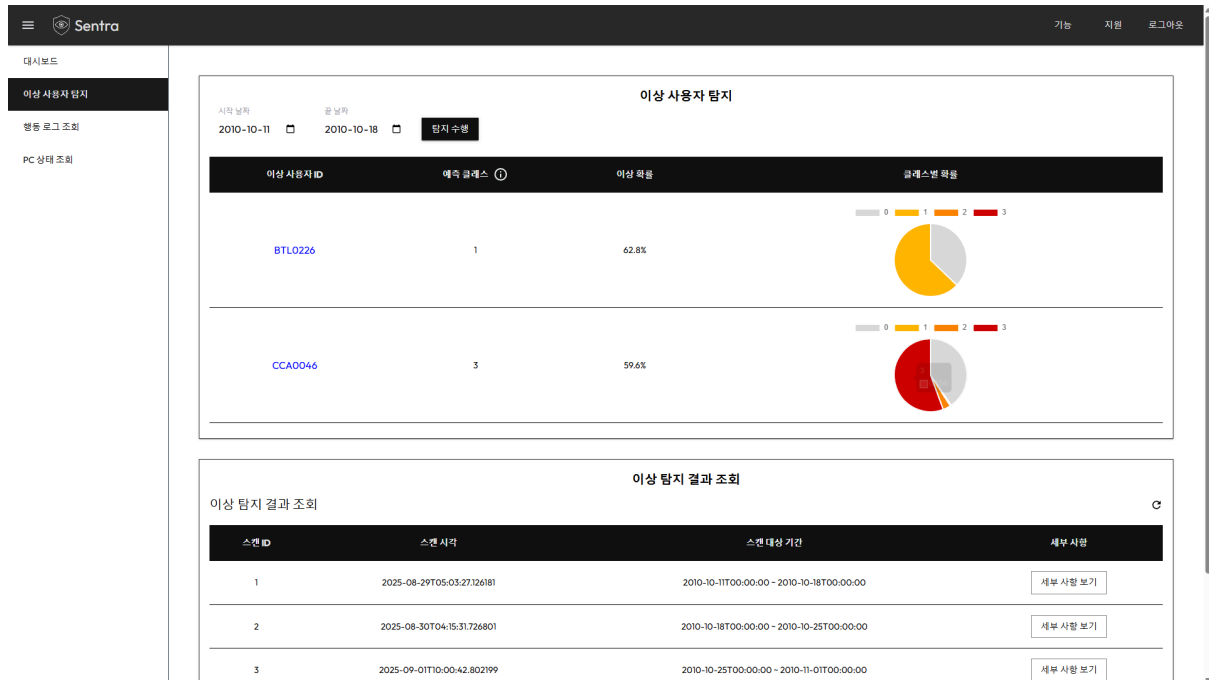 Sentra
기능 지원 로그아웃
대시보드
이상 사용자 탐지
행동 로그 조회
PC 상태 조회
이상 사용자 탐지
시작 날짜 끝 날짜
2010-10-11 2010-10-18 탐지 수행
이상 사용자 ID 예측 클래스 이상 확률 클래스별 확률
0 1 2 3
BTL0226 1 62.8%
0 1 2 3
CCA0046 3 59.6%
이상 탐지 결과 조회
이상 탐지 결과 조회
스캔 ID 스캔 시각 스캔 대상 기간 세부 사항
1 2025-08-29T05:03:27.126181 2010-10-11T00:00:00 ~ 2010-10-18T00:00:00 세부 사항 보기
2 2025-08-30T04:15:31.726801 2010-10-18T00:00:00 ~ 2010-10-25T00:00:00 세부 사항 보기
3 2025-09-01T10:00:42.802199 2010-10-25T00:00:00 ~ 2010-11-01T00:00:00 세부 사항 보기